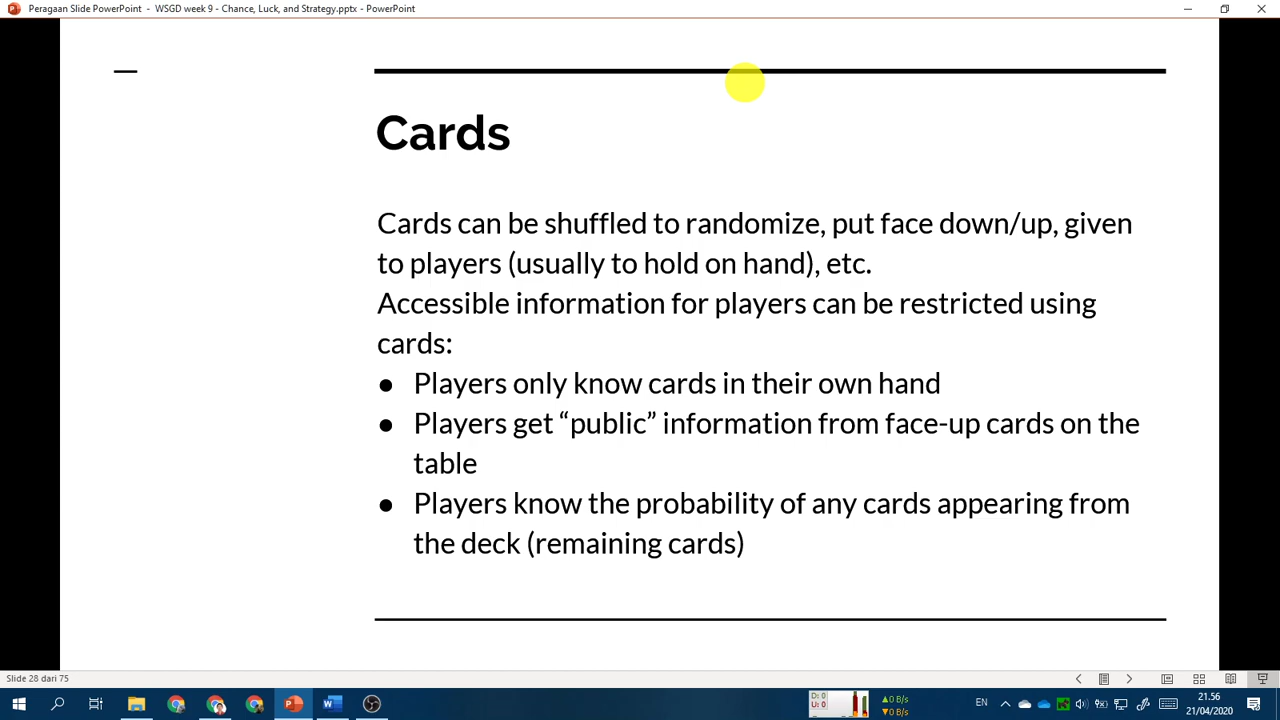 Peragaan Slide PowerPoint - WSGD week 9 - Chance, Luck, and Strategy.pptx - PowerPoint
Cards
Cards can be shuffled to randomize, put face down/up, given
to players (usually to hold on hand), etc.
Accessible information for players can be restricted using
cards:
● Players only know cards in their own hand
● Players get “public” information from face-up cards on the
table
● Players know the probability of any cards appearing from
the deck (remaining cards)
Slide 28 dari 75
D: 0
U: 0
▲0 B/s
▼0 B/s
EN
21.56
21/04/2020